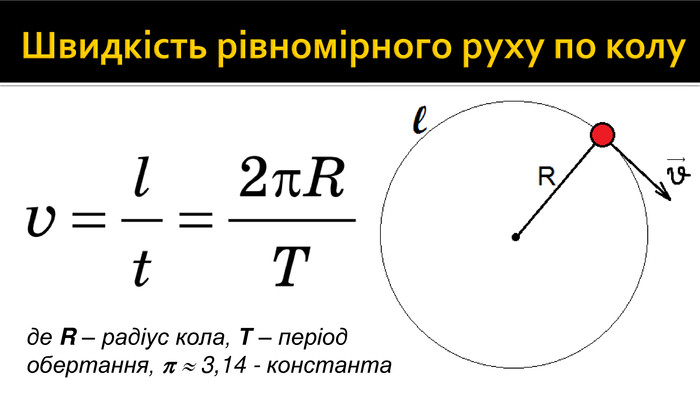 Швидкість рівномірного руху по колу
v = l / t = 2πR / T
ℓ
R
v⃗
де R – радіус кола, T – період
обертання, π ≈ 3,14 - константа